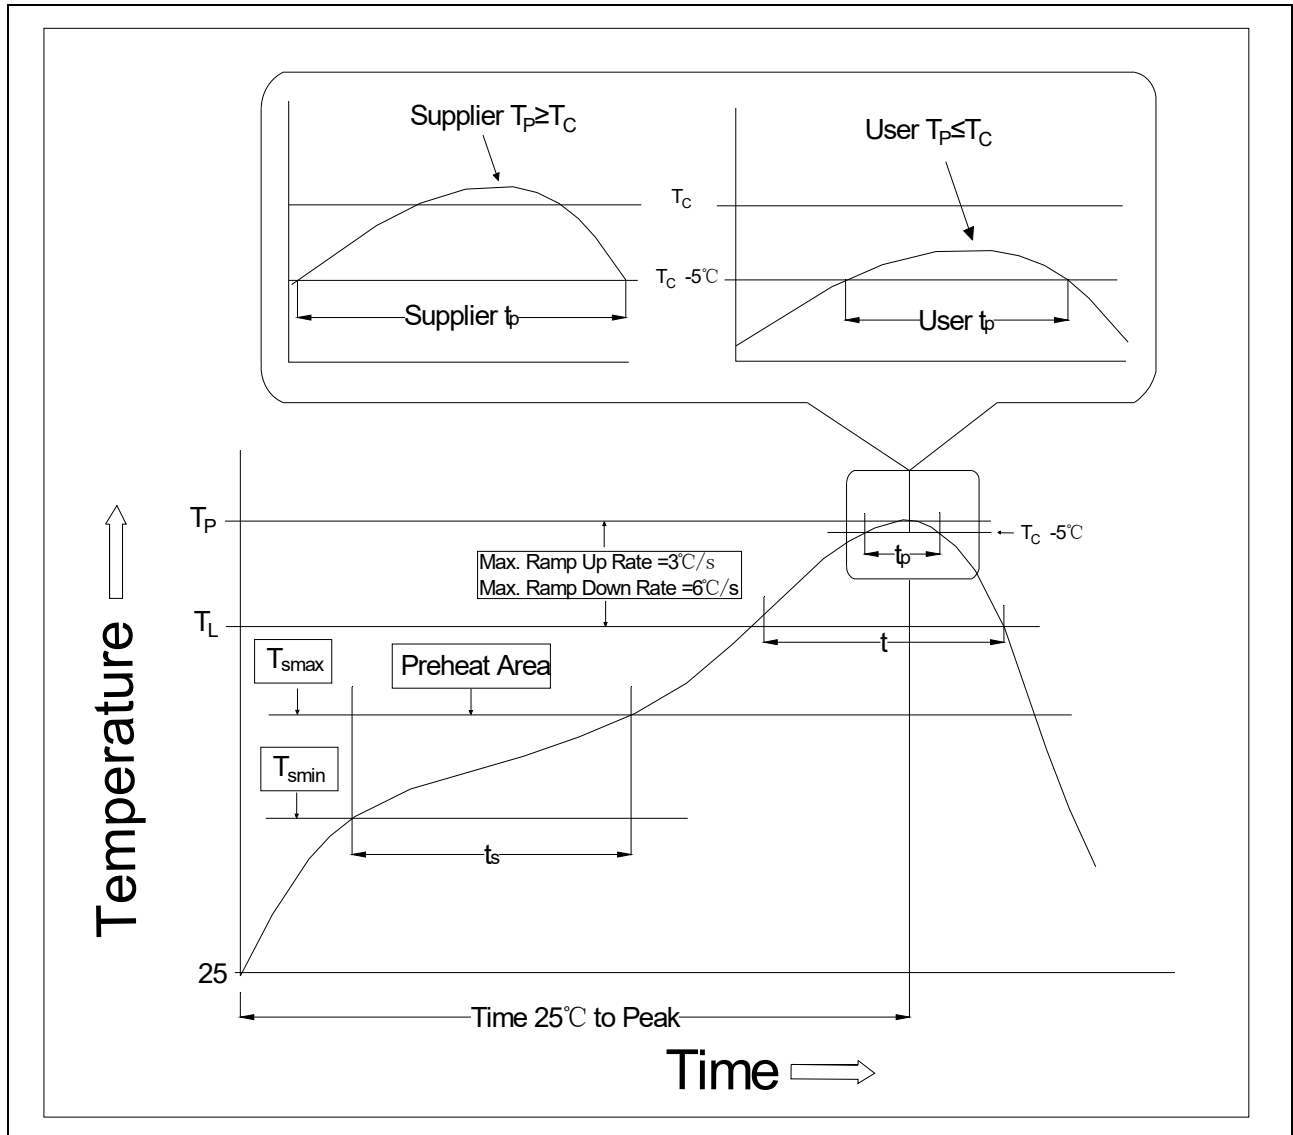 Supplier TP≥TC
User TP≤TC
TC
TC -5℃
Supplier tp
User tp
TP
TC -5℃
tp
Max. Ramp Up Rate =3℃/s
Max. Ramp Down Rate =6℃/s
TL
t
Tsmax
Preheat Area
Tsmin
ts
Temperature
25
Time 25℃ to Peak
Time